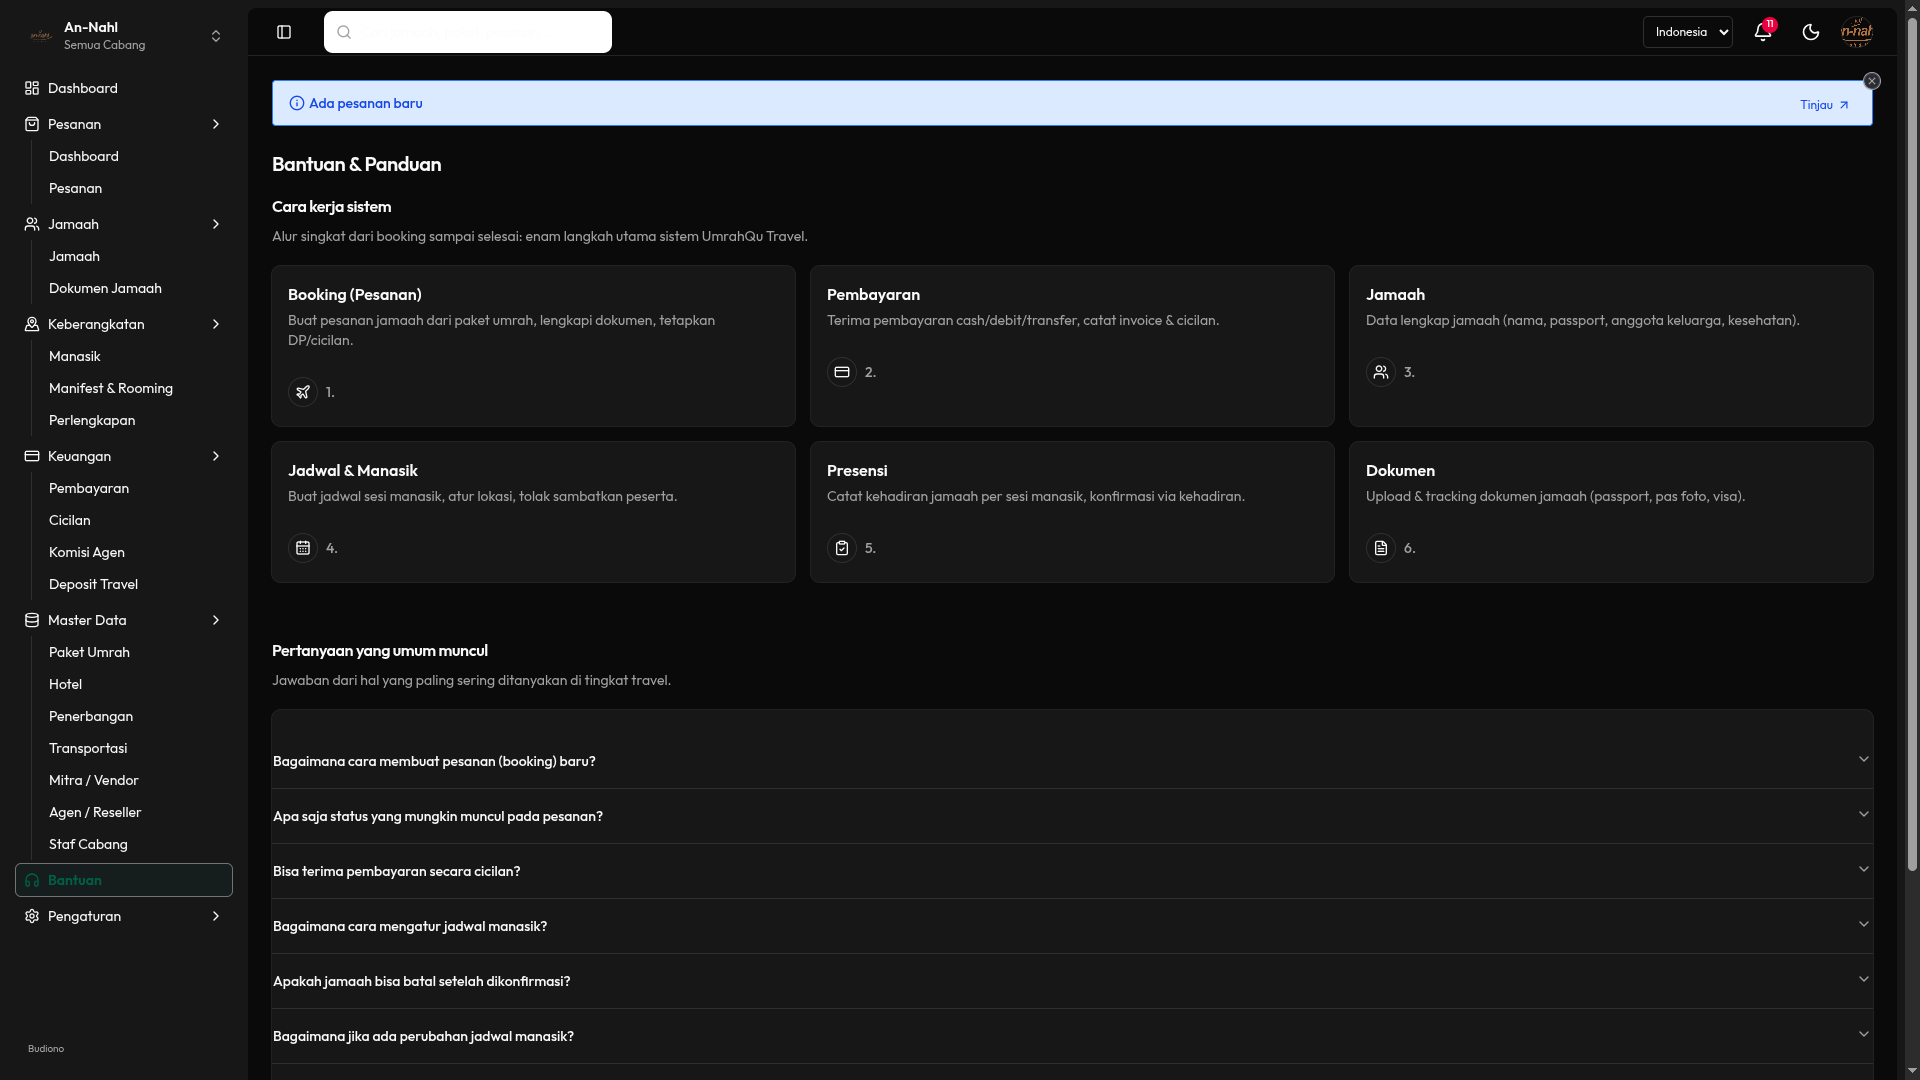 An-Nahl
Semua Cabang
Dashboard
Pesanan
Dashboard
Pesanan
Jamaah
Jamaah
Dokumen Jamaah
Keberangkatan
Manasik
Manifest & Rooming
Perlengkapan
Keuangan
Pembayaran
Cicilan
Komisi Agen
Deposit Travel
Master Data
Paket Umrah
Hotel
Penerbangan
Transportasi
Mitra / Vendor
Agen / Reseller
Staf Cabang
Bantuan
Pengaturan
Budiono
Indonesia
11
Ada pesanan baru
Tinjau
Bantuan & Panduan
Cara kerja sistem
Alur singkat dari booking sampai selesai: enam langkah utama sistem UmrahQu Travel.
Booking (Pesanan)
Buat pesanan jamaah dari paket umrah, lengkapi dokumen, tetapkan
DP/cicilan.
1.
Pembayaran
Terima pembayaran cash/debit/transfer, catat invoice & cicilan.
2.
Jamaah
Data lengkap jamaah (nama, passport, anggota keluarga, kesehatan).
3.
Jadwal & Manasik
Buat jadwal sesi manasik, atur lokasi, tolak sambatkan peserta.
4.
Presensi
Catat kehadiran jamaah per sesi manasik, konfirmasi via kehadiran.
5.
Dokumen
Upload & tracking dokumen jamaah (passport, pas foto, visa).
6.
Pertanyaan yang umum muncul
Jawaban dari hal yang paling sering ditanyakan di tingkat travel.
Bagaimana cara membuat pesanan (booking) baru?
Apa saja status yang mungkin muncul pada pesanan?
Bisa terima pembayaran secara cicilan?
Bagaimana cara mengatur jadwal manasik?
Apakah jamaah bisa batal setelah dikonfirmasi?
Bagaimana jika ada perubahan jadwal manasik?